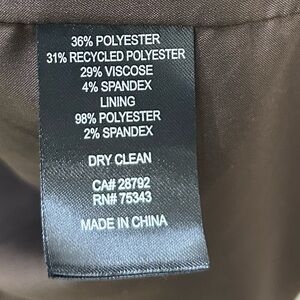 36% POLYESTER
31% RECYCLED POLYESTER
29% VISCOSE
4% SPANDEX
LINING
98% POLYESTER
2% SPANDEX
DRY CLEAN
CA# 28792
RN# 75343
MADE IN CHINA